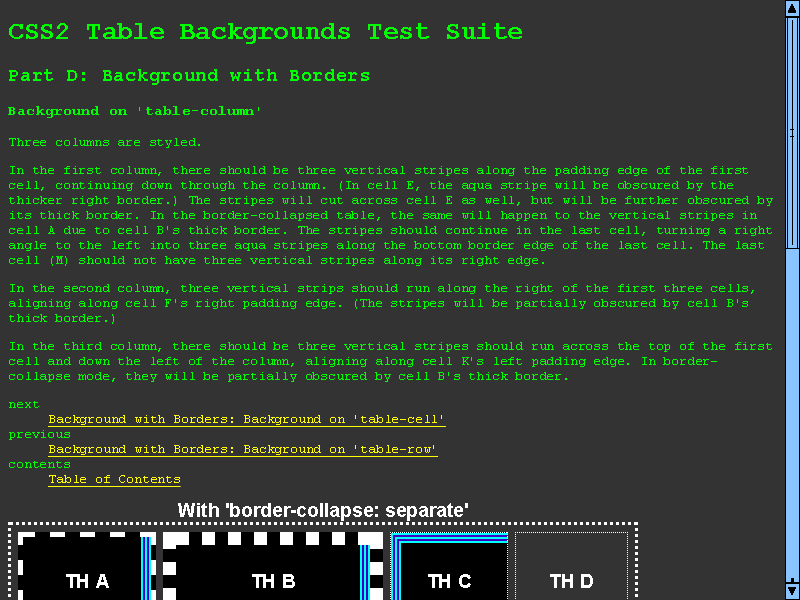 CSS2 Table Backgrounds Test Suite
Part D: Background with Borders
Background on 'table-column'
Three columns are styled.
In the first column, there should be three vertical stripes along the padding edge of the first
cell, continuing down through the column. (In cell E, the aqua stripe will be obscured by the
thicker right border.) The stripes will cut across cell E as well, but will be further obscured by
its thick border. In the border-collapsed table, the same will happen to the vertical stripes in
cell A due to cell B's thick border. The stripes should continue in the last cell, turning a right
angle to the left into three aqua stripes along the bottom border edge of the last cell. The last
cell (M) should not have three vertical stripes along its right edge.
In the second column, three vertical strips should run along the right of the first three cells,
aligning along cell F's right padding edge. (The stripes will be partially obscured by cell B's
thick border.)
In the third column, there should be three vertical stripes should run across the top of the first
cell and down the left of the column, aligning along cell K's left padding edge. In border-
collapse mode, they will be partially obscured by cell B's thick border.
next
Background with Borders: Background on 'table-cell'
previous
Background with Borders: Background on 'table-row'
contents
Table of Contents
With 'border-collapse: separate'
TH A TH B TH C TH D